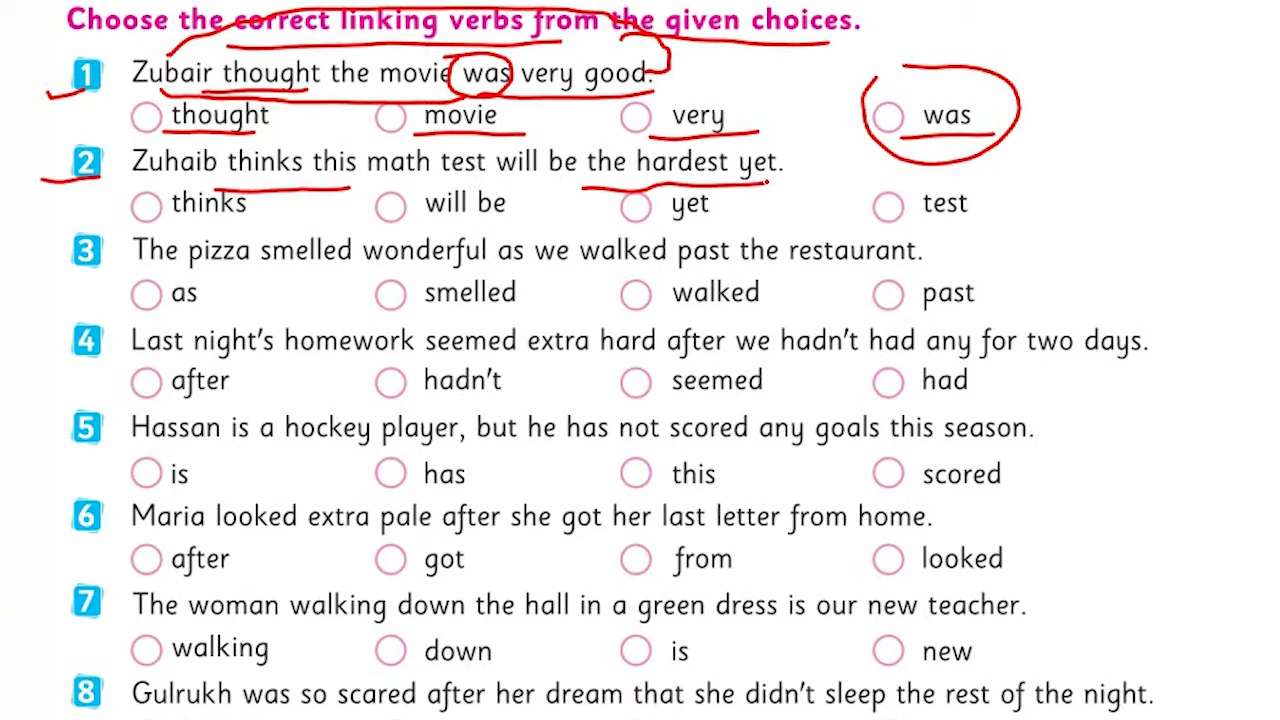 Choose the correct linking verbs from the given choices.
1 Zubair thought the movie was very good.
thought movie very was
2 Zuhaib thinks this math test will be the hardest yet.
thinks will be yet test
3 The pizza smelled wonderful as we walked past the restaurant.
as smelled walked past
4 Last night's homework seemed extra hard after we hadn't had any for two days.
after hadn't seemed had
5 Hassan is a hockey player, but he has not scored any goals this season.
is has this scored
6 Maria looked extra pale after she got her last letter from home.
after got from looked
7 The woman walking down the hall in a green dress is our new teacher.
walking down is new
8 Gulrukh was so scared after her dream that she didn't sleep the rest of the night.